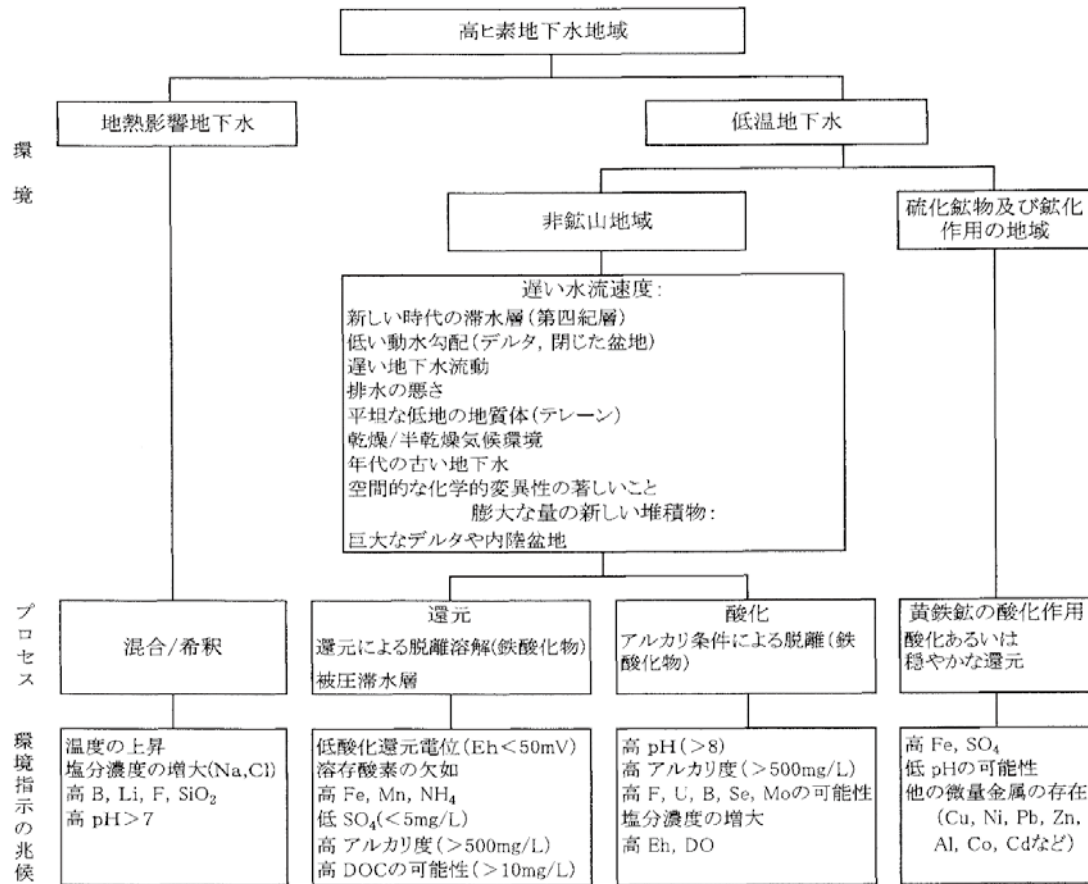 高ヒ素地下水地域
地熱影響地下水
低温地下水
環境
非鉱山地域
硫化鉱物及び鉱化
作用の地域
遅い水流速度:
新しい時代の滞水層(第四紀層)
低い動水勾配(デルタ, 閉じた盆地)
遅い地下水流動
排水の悪さ
平坦な低地の地質体(テレーン)
乾燥/半乾燥気候環境
年代の古い地下水
空間的な化学的変異性の著しいこと
膨大な量の新しい堆積物:
巨大なデルタや内陸盆地
プロセス
混合/希釈
還元
還元による脱離溶解(鉄酸化物)
被圧滞水層
酸化
アルカリ条件による脱離(鉄
酸化物)
黄鉄鉱の酸化作用
酸化あるいは
穏やかな還元
環境指示の兆候
温度の上昇
塩分濃度の増大(Na,Cl)
高 B, Li, F, SiO₂
高 pH>7
低酸化還元電位(Eh<50mV)
溶存酸素の欠如
高 Fe, Mn, NH₄
低 SO₄(<5mg/L)
高 アルカリ度(>500mg/L)
高 DOCの可能性(>10mg/L)
高 pH(>8)
高 アルカリ度(>500mg/L)
高 F, U, B, Se, Moの可能性
塩分濃度の増大
高 Eh, DO
高 Fe, SO₄
低 pHの可能性
他の微量金属の存在
(Cu, Ni, Pb, Zn,
Al, Co, Cdなど)